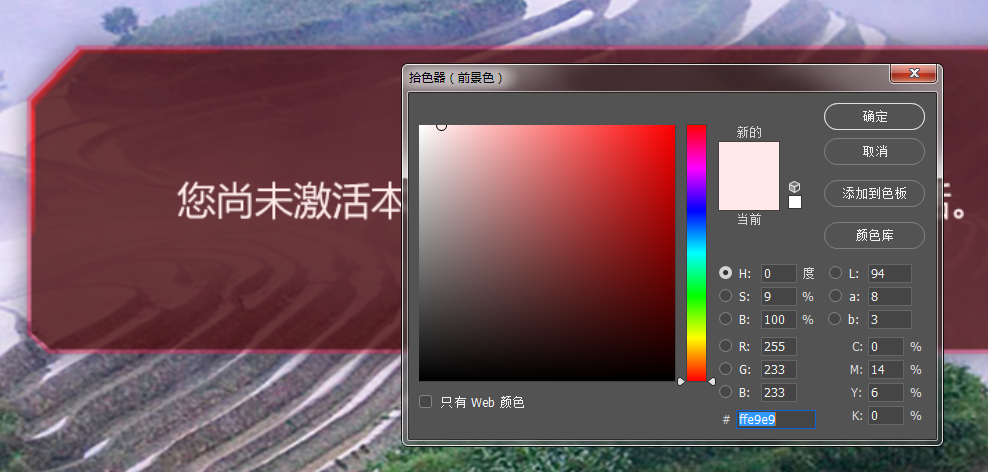 拾色器（前景色）
确定
新的
取消
添加到色板
您尚未激活本
活。
当前
颜色库
H: 0 度 L: 94
S: 9 % a: 8
B: 100 % b: 3
R: 255 C: 0 %
G: 233 M: 14 %
B: 233 Y: 6 %
只有 Web 颜色
# ffe9e9 K: 0 %